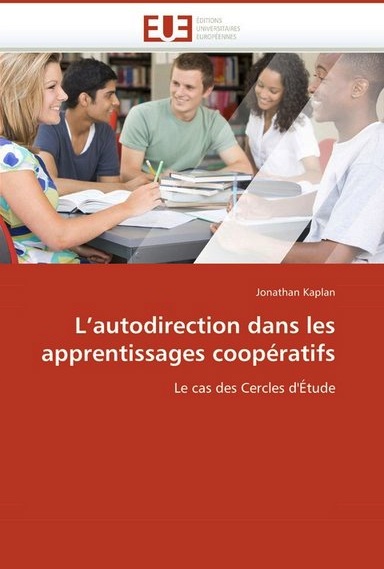 EUE
ÉDITIONS
UNIVERSITAIRES
EUROPÉENNES
Jonathan Kaplan
L’autodirection dans les
apprentissages coopératifs
Le cas des Cercles d'Étude